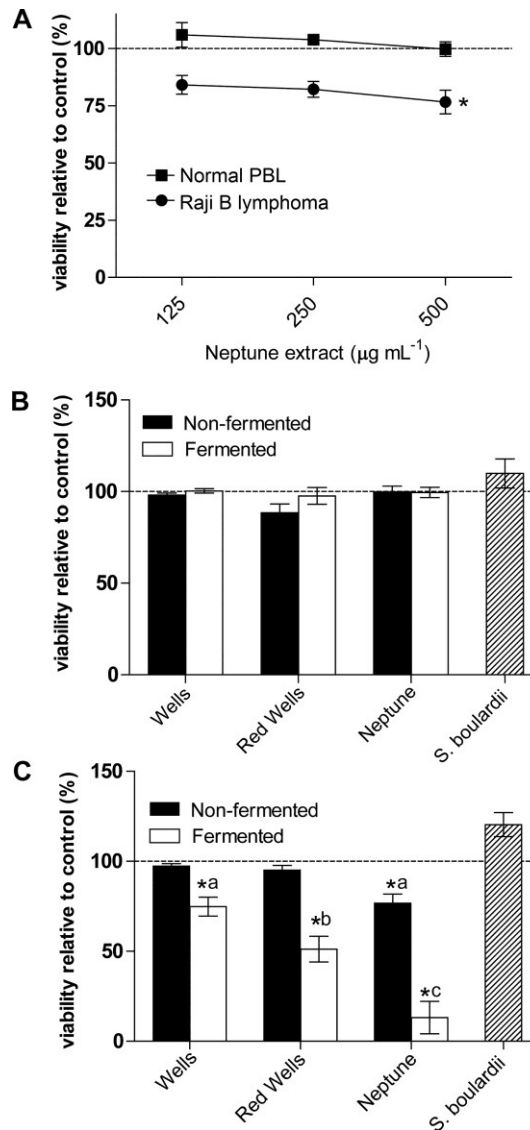 A
viability relative to control (%)
100
75
50
25
0
Normal PBL
Raji B lymphoma
*
125
250
500
Neptune extract (μg mL⁻¹)
B
viability relative to control (%)
150
100
50
0
Non-fermented
Fermented
Wells
Red Wells
Neptune
S. boulardii
C
viability relative to control (%)
150
100
50
0
Non-fermented
Fermented
*a
*b
*a
*c
Wells
Red Wells
Neptune
S. boulardii